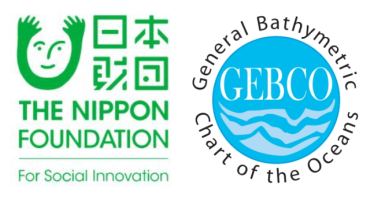 日本
財団
THE NIPPON
FOUNDATION
For Social Innovation
General Bathymetric
GEBCO
Chart of the Oceans